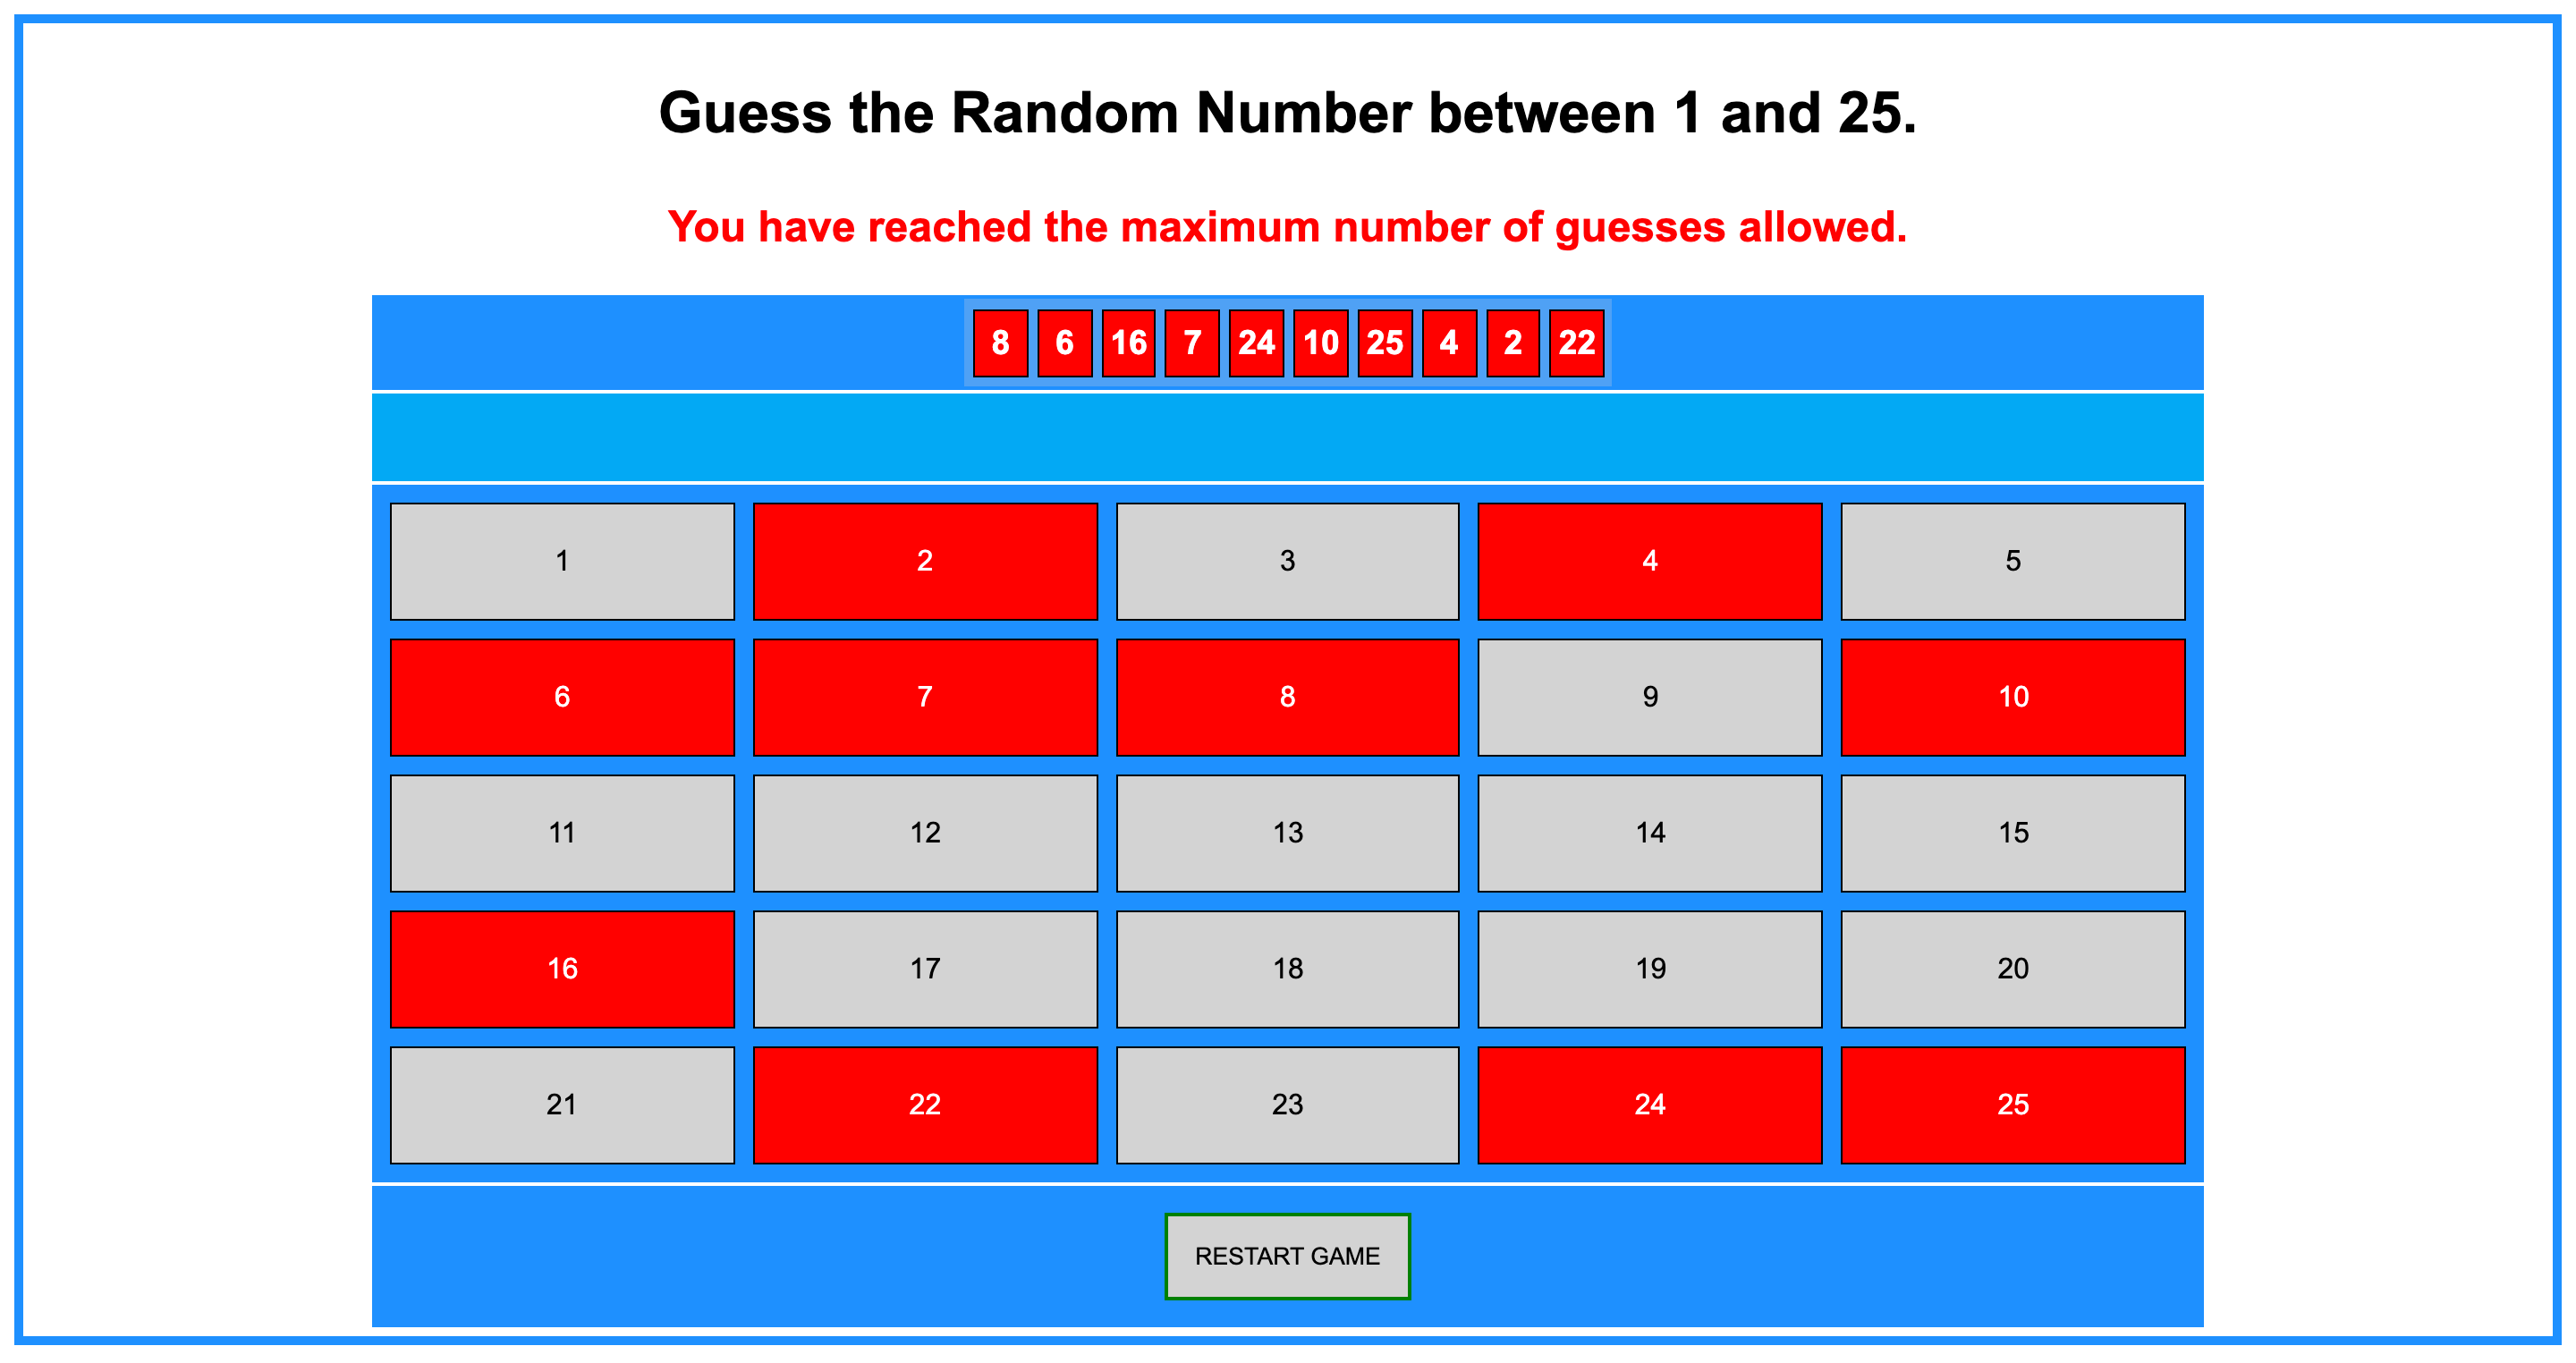 Guess the Random Number between 1 and 25.
You have reached the maximum number of guesses allowed.
8 6 16 7 24 10 25 4 2 22
1 2 3 4 5
6 7 8 9 10
11 12 13 14 15
16 17 18 19 20
21 22 23 24 25
RESTART GAME